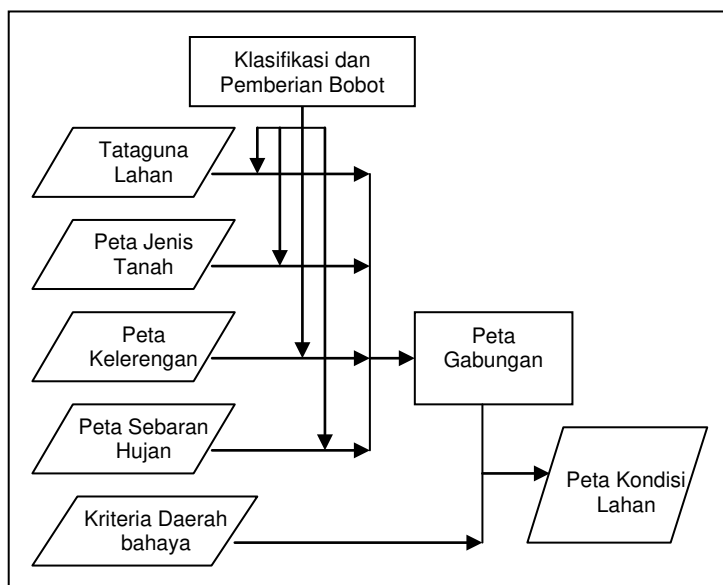 Klasifikasi dan
Pemberian Bobot
Tataguna
Lahan
Peta Jenis
Tanah
Peta
Kelerengan
Peta
Gabungan
Peta Sebaran
Hujan
Peta Kondisi
Lahan
Kriteria Daerah
bahaya